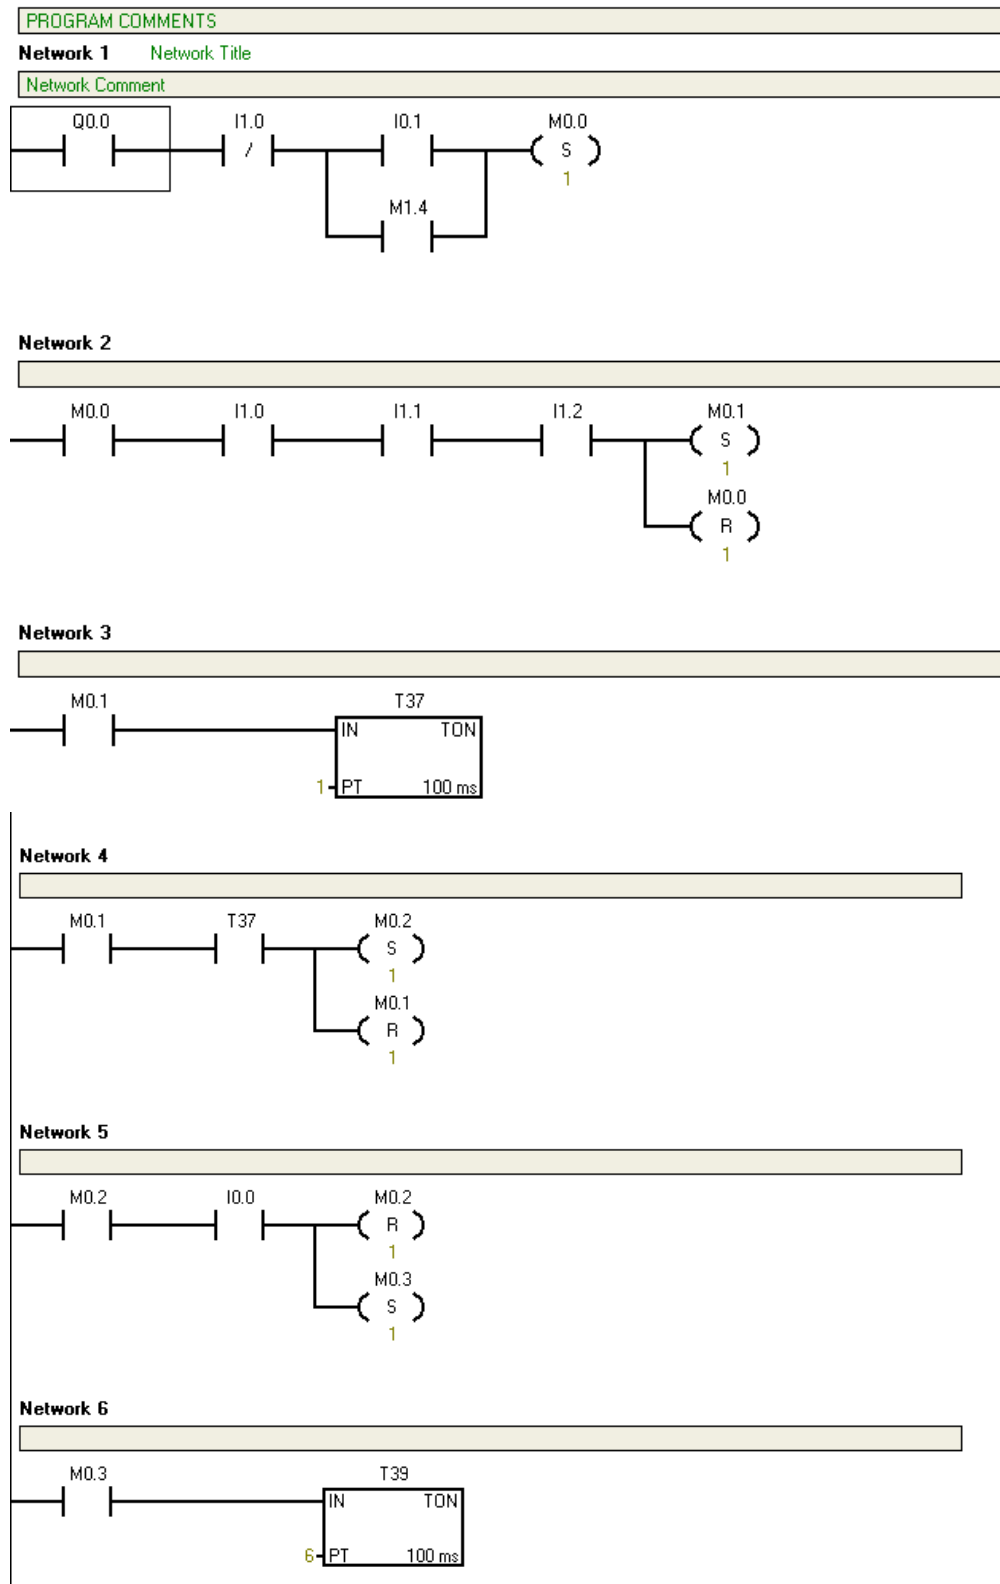 PROGRAM COMMENTS
Network 1 Network Title
Network Comment
Q0.0 I1.0 I0.1 M0.0
/ S
1
M1.4
Network 2
M0.0 I1.0 I1.1 I1.2 M0.1
S
1
M0.0
R
1
Network 3
M0.1 T37
IN TON
1 PT 100 ms
Network 4
M0.1 T37 M0.2
S
1
M0.1
R
1
Network 5
M0.2 I0.0 M0.2
R
1
M0.3
S
1
Network 6
M0.3 T39
IN TON
6 PT 100 ms